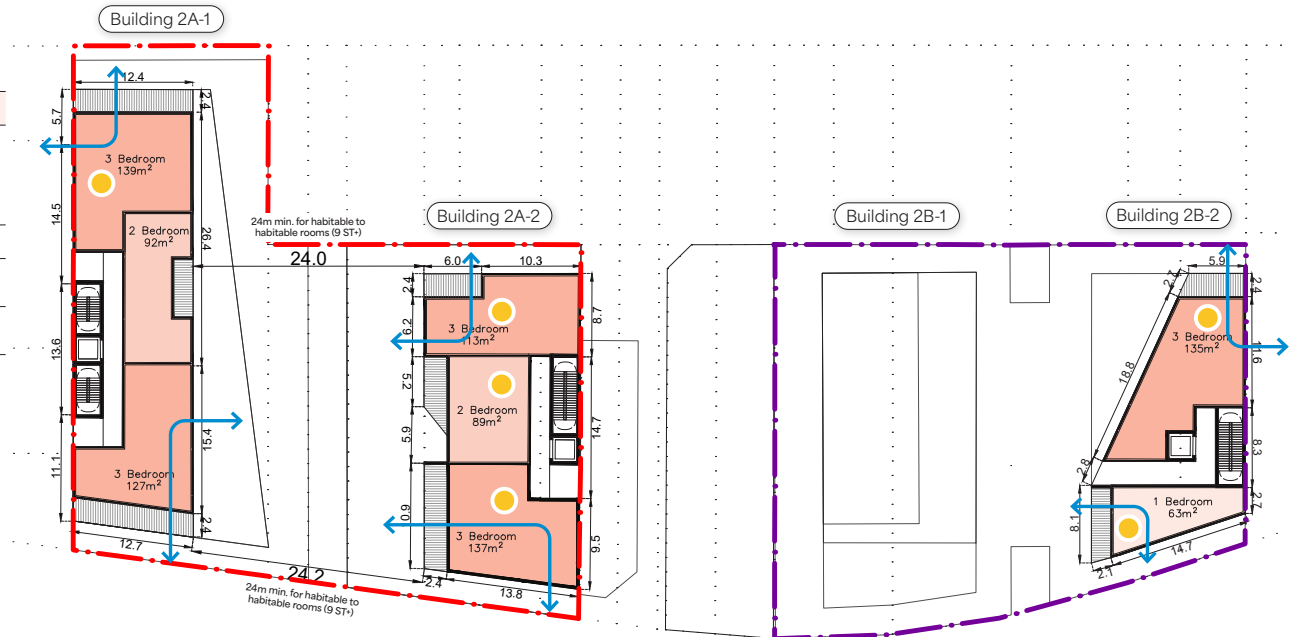 Building 2A-1
12.4
2.4
5.7
3 Bedroom
139m²
14.5
2 Bedroom
92m²
26.4
13.6
11.1
15.4
3 Bedroom
127m²
2.4
12.7
24m min. for habitable to
habitable rooms (9 ST+)
24.0
24.2
24m min. for habitable to
habitable rooms (9 ST+)
Building 2A-2
6.0
10.3
2.4
6.2
8.7
3 Bedroom
113m²
5.2
2 Bedroom
89m²
5.9
14.7
10.9
3 Bedroom
137m²
9.5
2.4
13.8
Building 2B-1
Building 2B-2
5.9
2.4
3 Bedroom
135m²
11.6
18.8
8.3
2.8
1 Bedroom
63m²
2.7
8.1
14.7
2.1